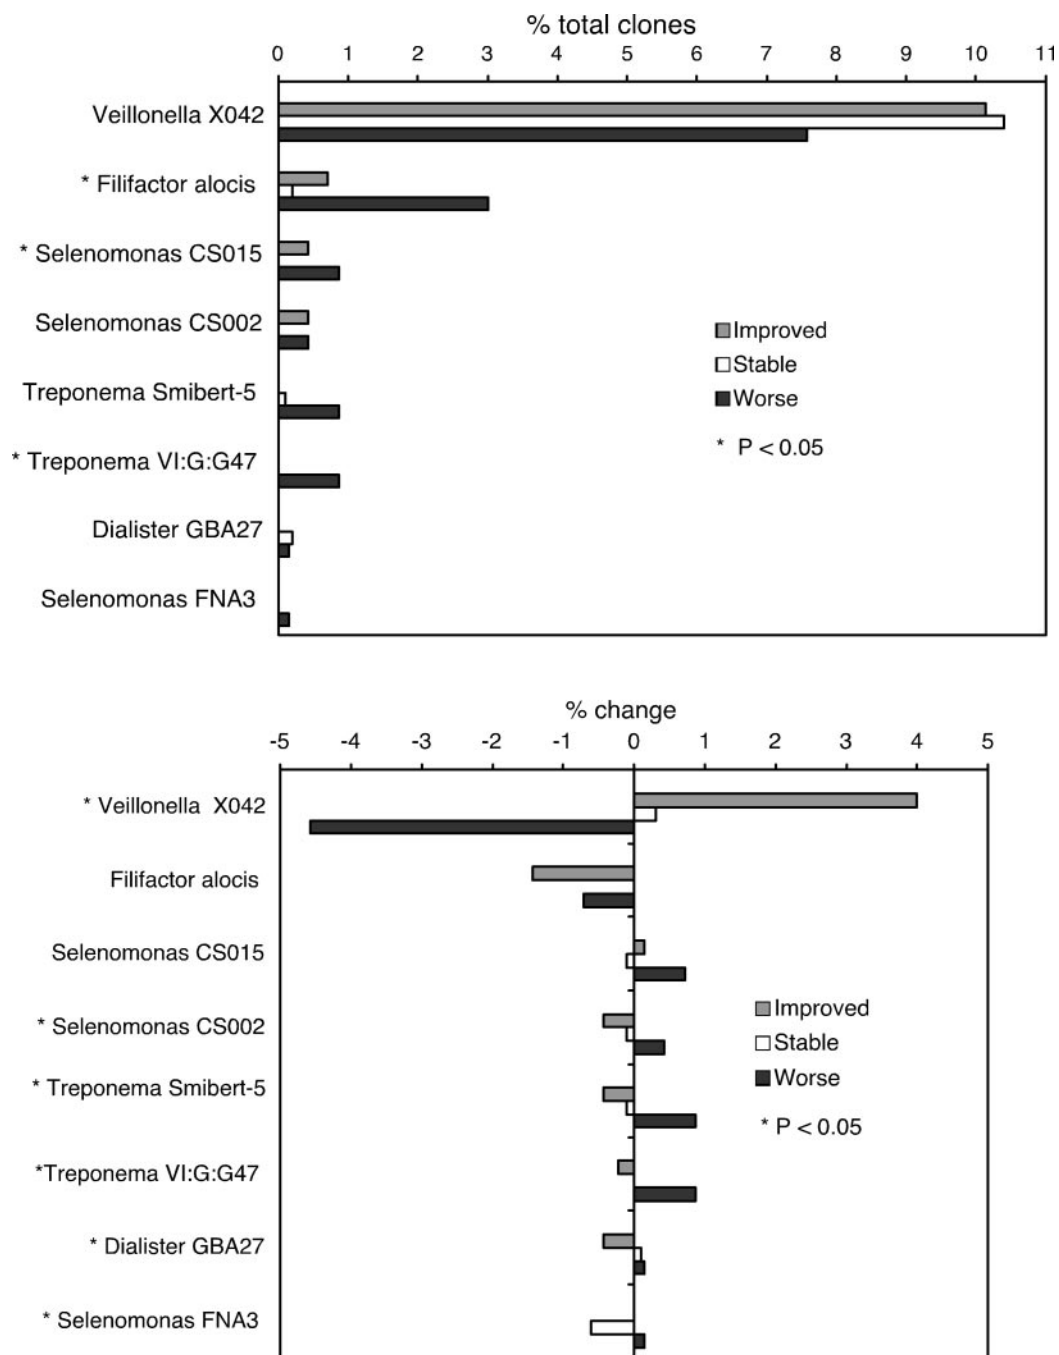 % total clones
0 1 2 3 4 5 6 7 8 9 10 11
Veillonella X042
* Filifactor alocis
* Selenomonas CS015
Selenomonas CS002
Treponema Smibert-5
* Treponema VI:G:G47
Dialister GBA27
Selenomonas FNA3
Improved
Stable
Worse
* P < 0.05
% change
-5 -4 -3 -2 -1 0 1 2 3 4 5
* Veillonella X042
Filifactor alocis
Selenomonas CS015
* Selenomonas CS002
* Treponema Smibert-5
*Treponema VI:G:G47
* Dialister GBA27
* Selenomonas FNA3
Improved
Stable
Worse
* P < 0.05